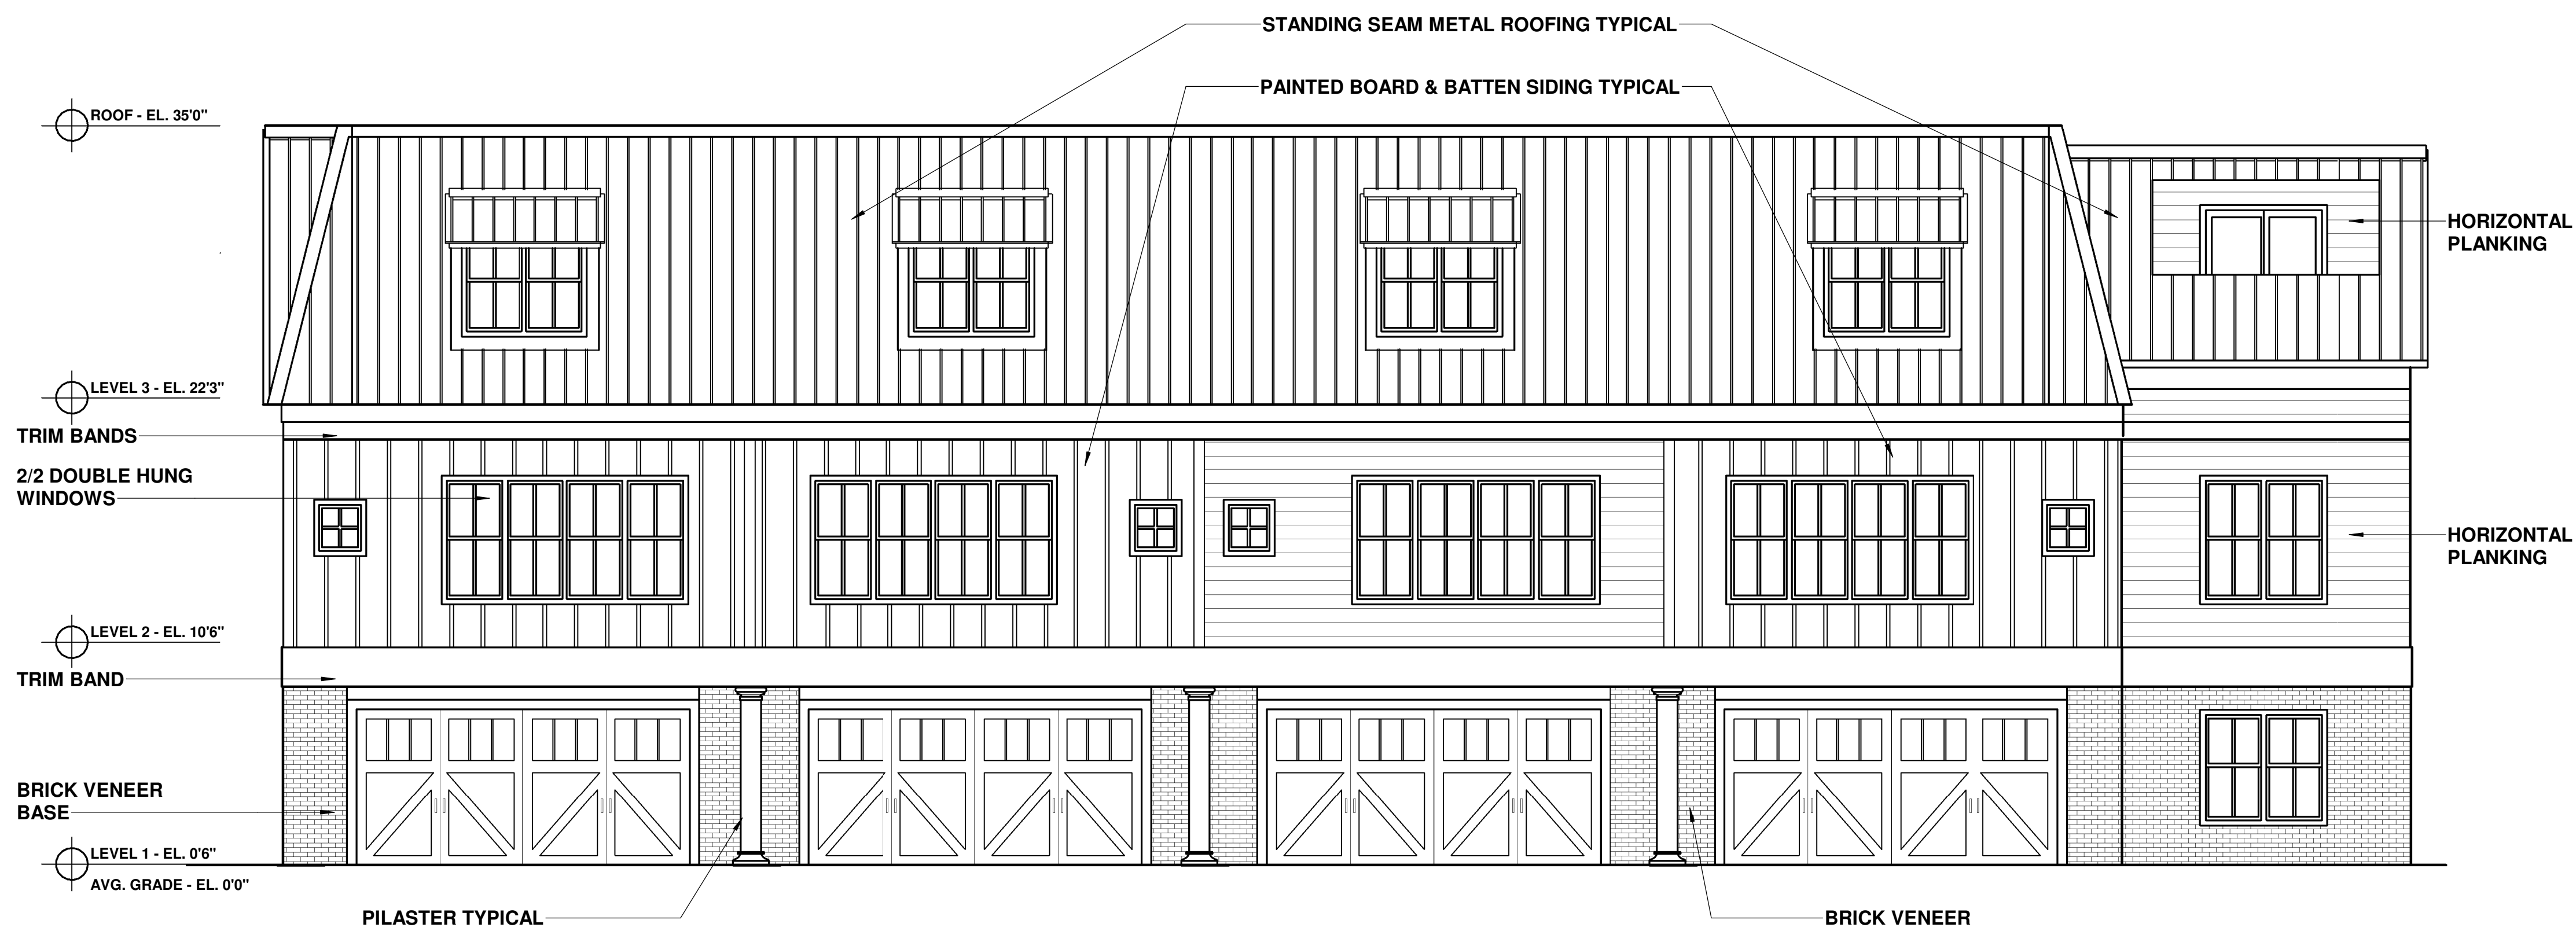 STANDING SEAM METAL ROOFING TYPICAL
PAINTED BOARD & BATTEN SIDING TYPICAL
ROOF - EL. 35'0"
HORIZONTAL
PLANKING
LEVEL 3 - EL. 22'3"
TRIM BANDS
2/2 DOUBLE HUNG
WINDOWS
HORIZONTAL
PLANKING
LEVEL 2 - EL. 10'6"
TRIM BAND
BRICK VENEER
BASE
LEVEL 1 - EL. 0'6"
AVG. GRADE - EL. 0'0"
PILASTER TYPICAL
BRICK VENEER